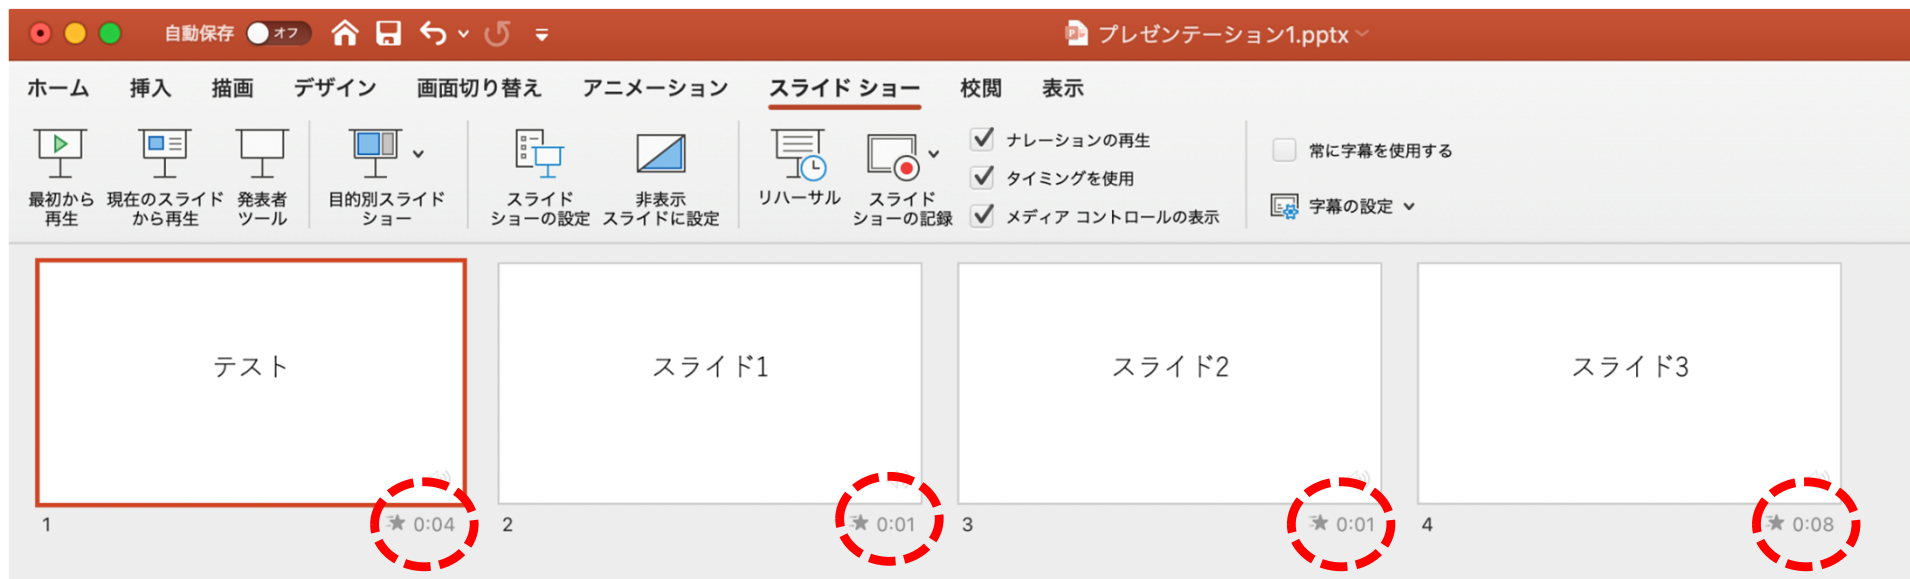 自動保存 オフ
プレゼンテーション1.pptx
ホーム 挿入 描画 デザイン 画面切り替え アニメーション スライド ショー 校閲 表示
最初から
再生
現在のスライド
から再生
発表者
ツール
目的別スライド
ショー
スライド
ショーの設定
非表示
スライドに設定
リハーサル
スライド
ショーの記録
ナレーションの再生
タイミングを使用
メディア コントロールの表示
常に字幕を使用する
字幕の設定
テスト
スライド1
スライド2
スライド3
1 0:04
2 0:01
3 0:01
4 0:08